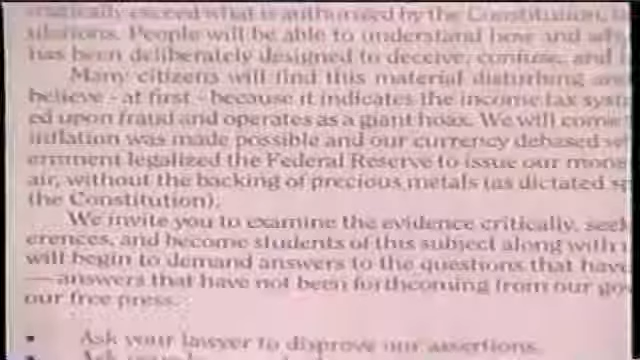 exceed what is authorized by the Constitution,
People will be able to understand how and why
has been deliberately designed to deceive, confuse, and
Many citizens will find this material disturbing and
believe - at first - because it indicates the income tax syst
ed upon fraud and operates as a giant hoax. We will come
inflation was made possible and our currency debased
ernment legalized the Federal Reserve to issue our mone
air, without the backing of precious metals (as dictated sp
the Constitution).
We invite you to examine the evidence critically, seek
erences, and become students of this subject along with
will begin to demand answers to the questions that have
— answers that have not been forthcoming from our gov
our free press.
• Ask your lawyer to disprove our assertions.
• Ask your